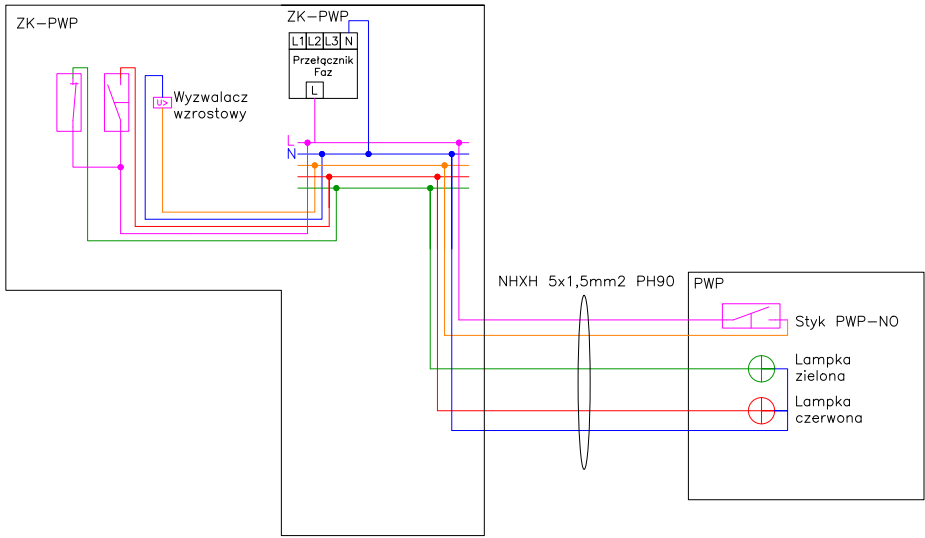 ZK-PWP
ZK-PWP
L1 L2 L3 N
Przełącznik
Faz
L
U>
Wyzwalacz
wzrostowy
L
N
NHXH 5x1,5mm2 PH90
PWP
Styk PWP-NO
Lampka
zielona
Lampka
czerwona